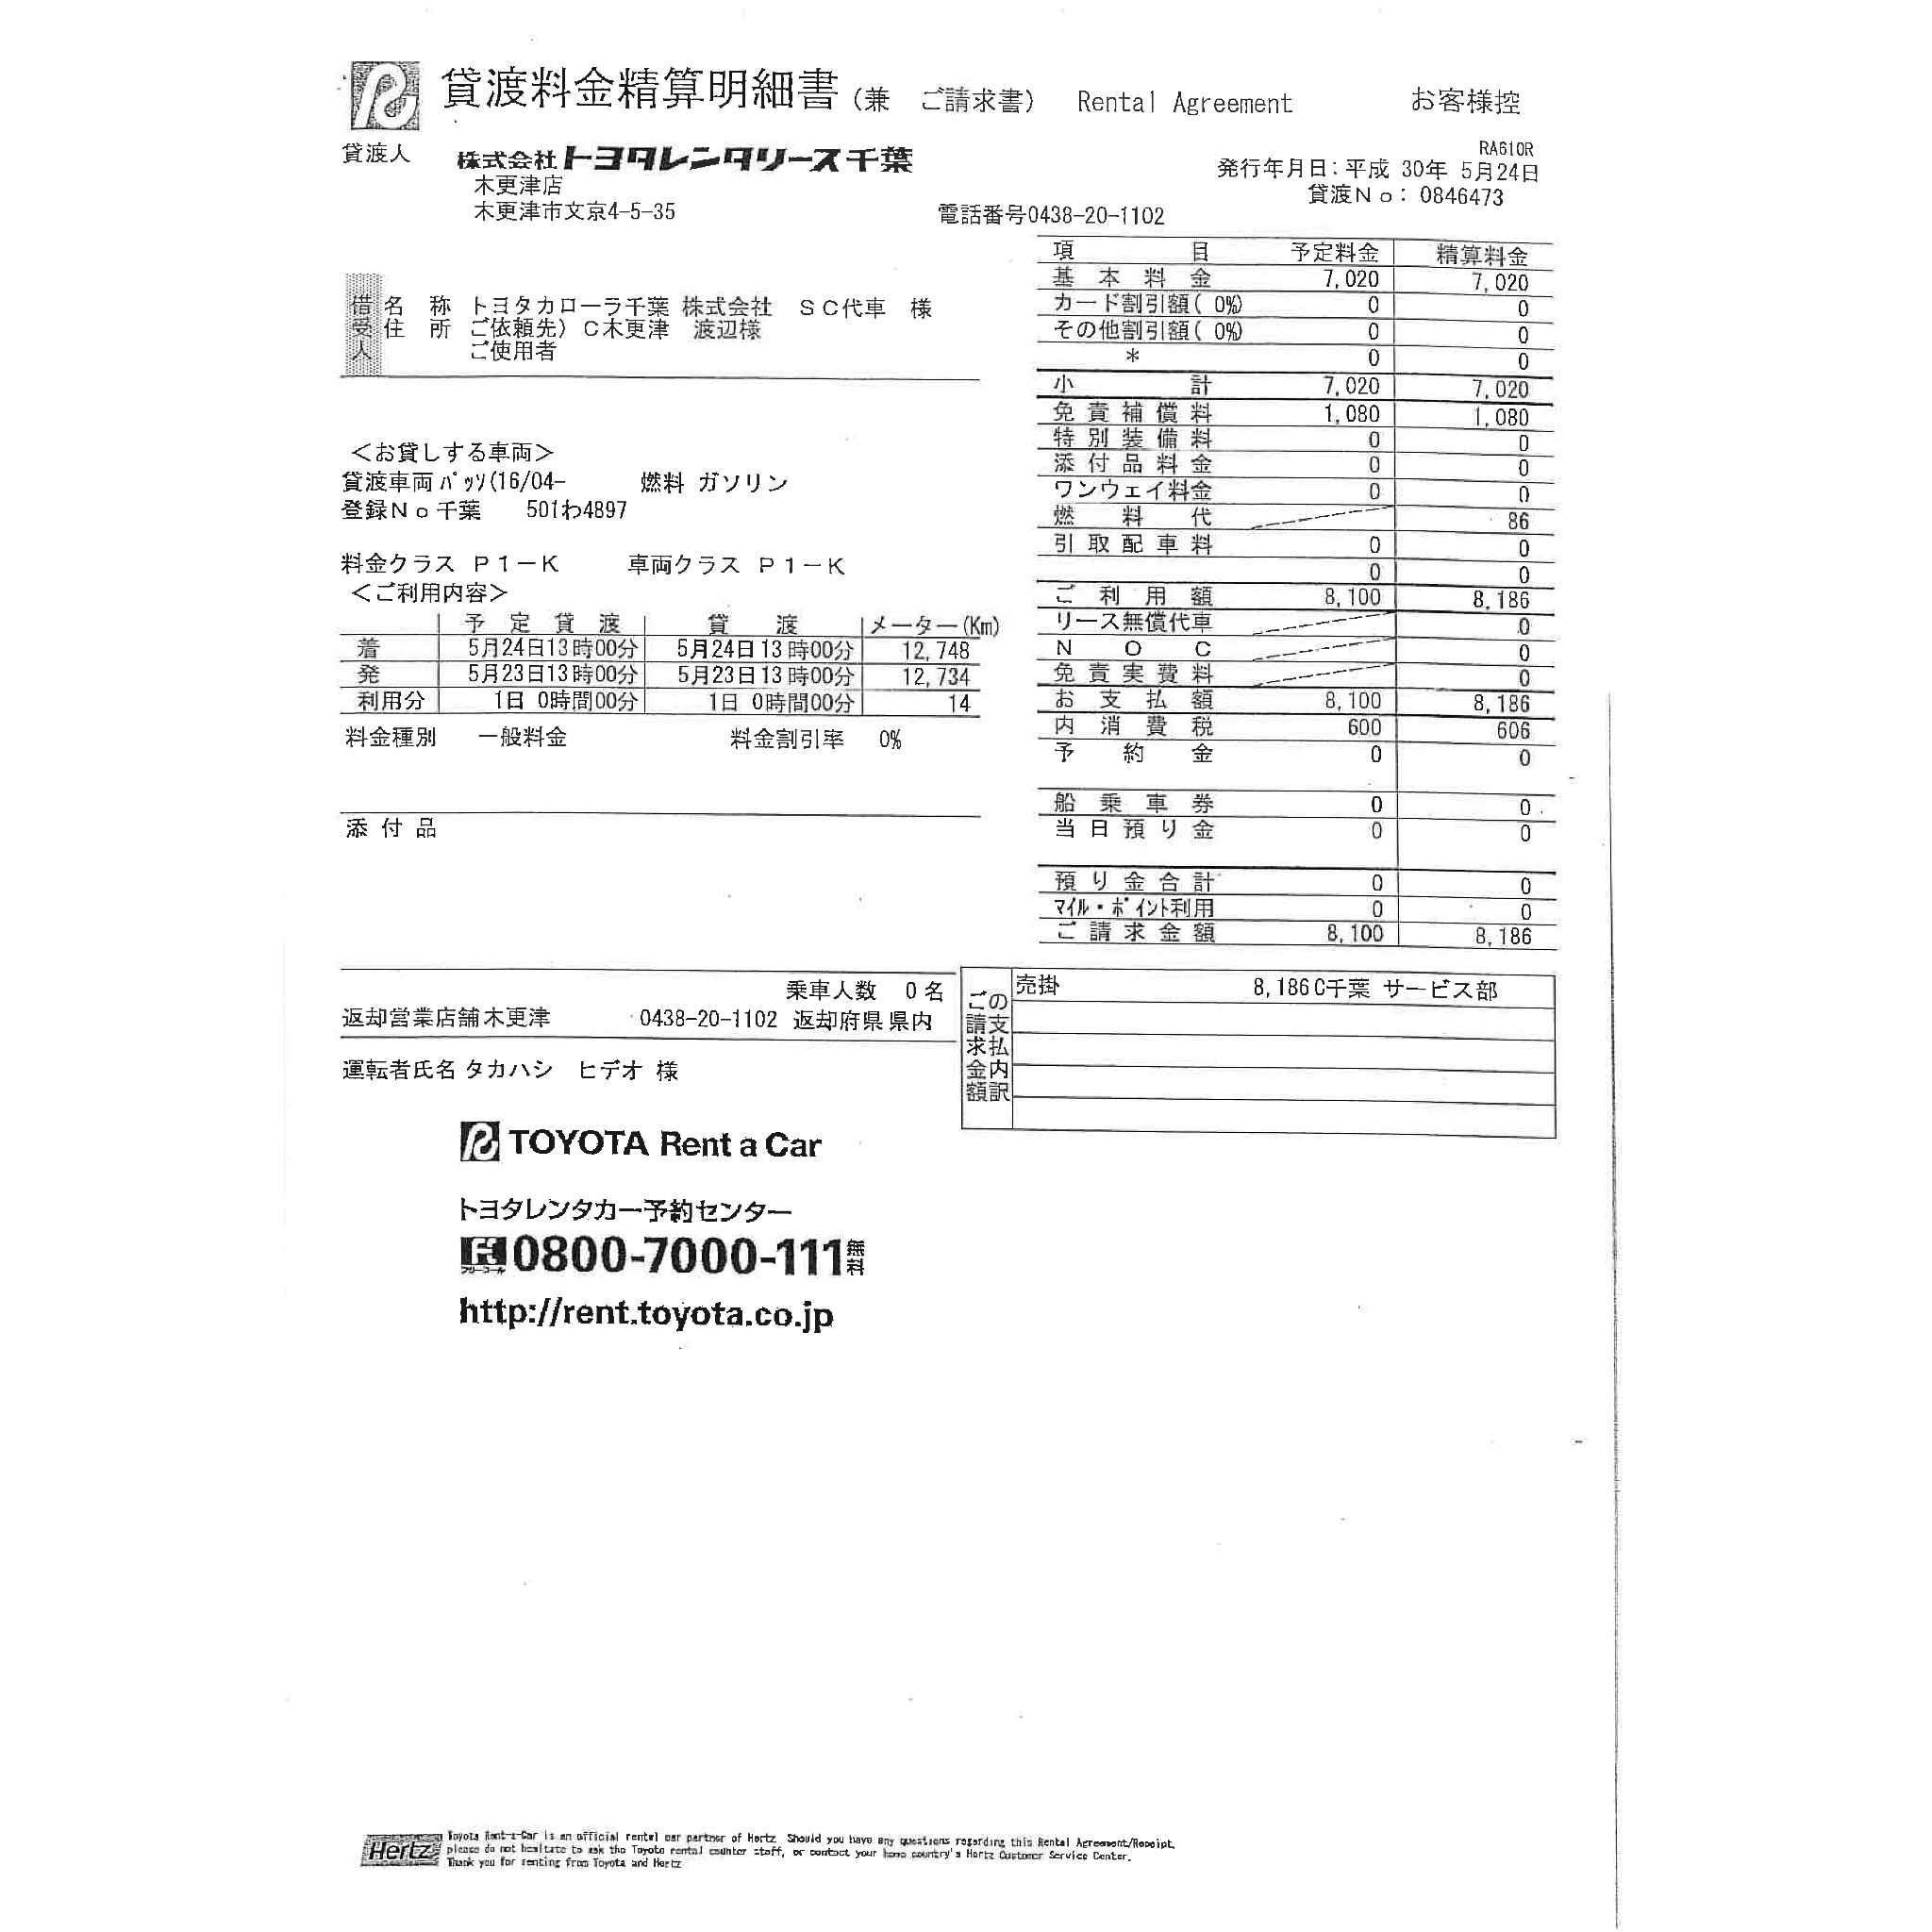 貸渡料金精算明細書（兼　ご請求書）　Rental Agreement　お客様控
RA610R
貸渡人　株式会社トヨタレンタリース千葉
発行年月日：平成 30年 5月24日
木更津店
貸渡Ｎｏ： 0846473
木更津市文京4-5-35　電話番号0438-20-1102
借受人
名　称　トヨタカローラ千葉 株式会社　ＳＣ代車　様
住　所　ご依頼先）Ｃ木更津　渡辺様
ご使用者
＜お貸しする車両＞
貸渡車両 ﾊﾟｯｿ(16/04-　燃料 ガソリン
登録Ｎｏ千葉　501わ4897
料金クラス Ｐ１－Ｋ　車両クラス Ｐ１－Ｋ
＜ご利用内容＞
予定貸渡　貸渡　メーター(Km)
着　5月24日13時00分　5月24日13時00分　12,748
発　5月23日13時00分　5月23日13時00分　12,734
利用分　1日 0時間00分　1日 0時間00分　14
料金種別　一般料金　料金割引率　0%
添付品
項目　予定料金　精算料金
基本料金　7,020　7,020
カード割引額( 0%)　0　0
その他割引額( 0%)　0　0
＊　0　0
小計　7,020　7,020
免責補償料　1,080　1,080
特別装備料　0　0
添付品料金　0　0
ワンウェイ料金　0　0
燃料代　86
引取配車料　0　0
0　0
ご利用額　8,100　8,186
リース無償代車　0
ＮＯＣ　0
免責実費料　0
お支払額　8,100　8,186
内消費税　600　606
予約金　0　0
船乗車券　0　0
当日預り金　0　0
預り金合計　0　0
ﾏｲﾙ・ﾎﾟｲﾝﾄ利用　0　0
ご請求金額　8,100　8,186
乗車人数　0 名
返却営業店舗木更津　0438-20-1102 返却府県 県内
運転者氏名 タカハシ　ヒデオ 様
ご請求金額の支払内訳
売掛　8,186 C千葉 サービス部
TOYOTA Rent a Car
トヨタレンタカー予約センター
フリーコール 0800-7000-111 無料
http://rent.toyota.co.jp
Hertz
Toyota Rent-a-Car is an official rental car partner of Hertz. Should you have any questions regarding this Rental Agreement/Receipt,
please do not hesitate to ask the Toyota rental counter staff, or contact your home country's Hertz Customer Service Center.
Thank you for renting from Toyota and Hertz